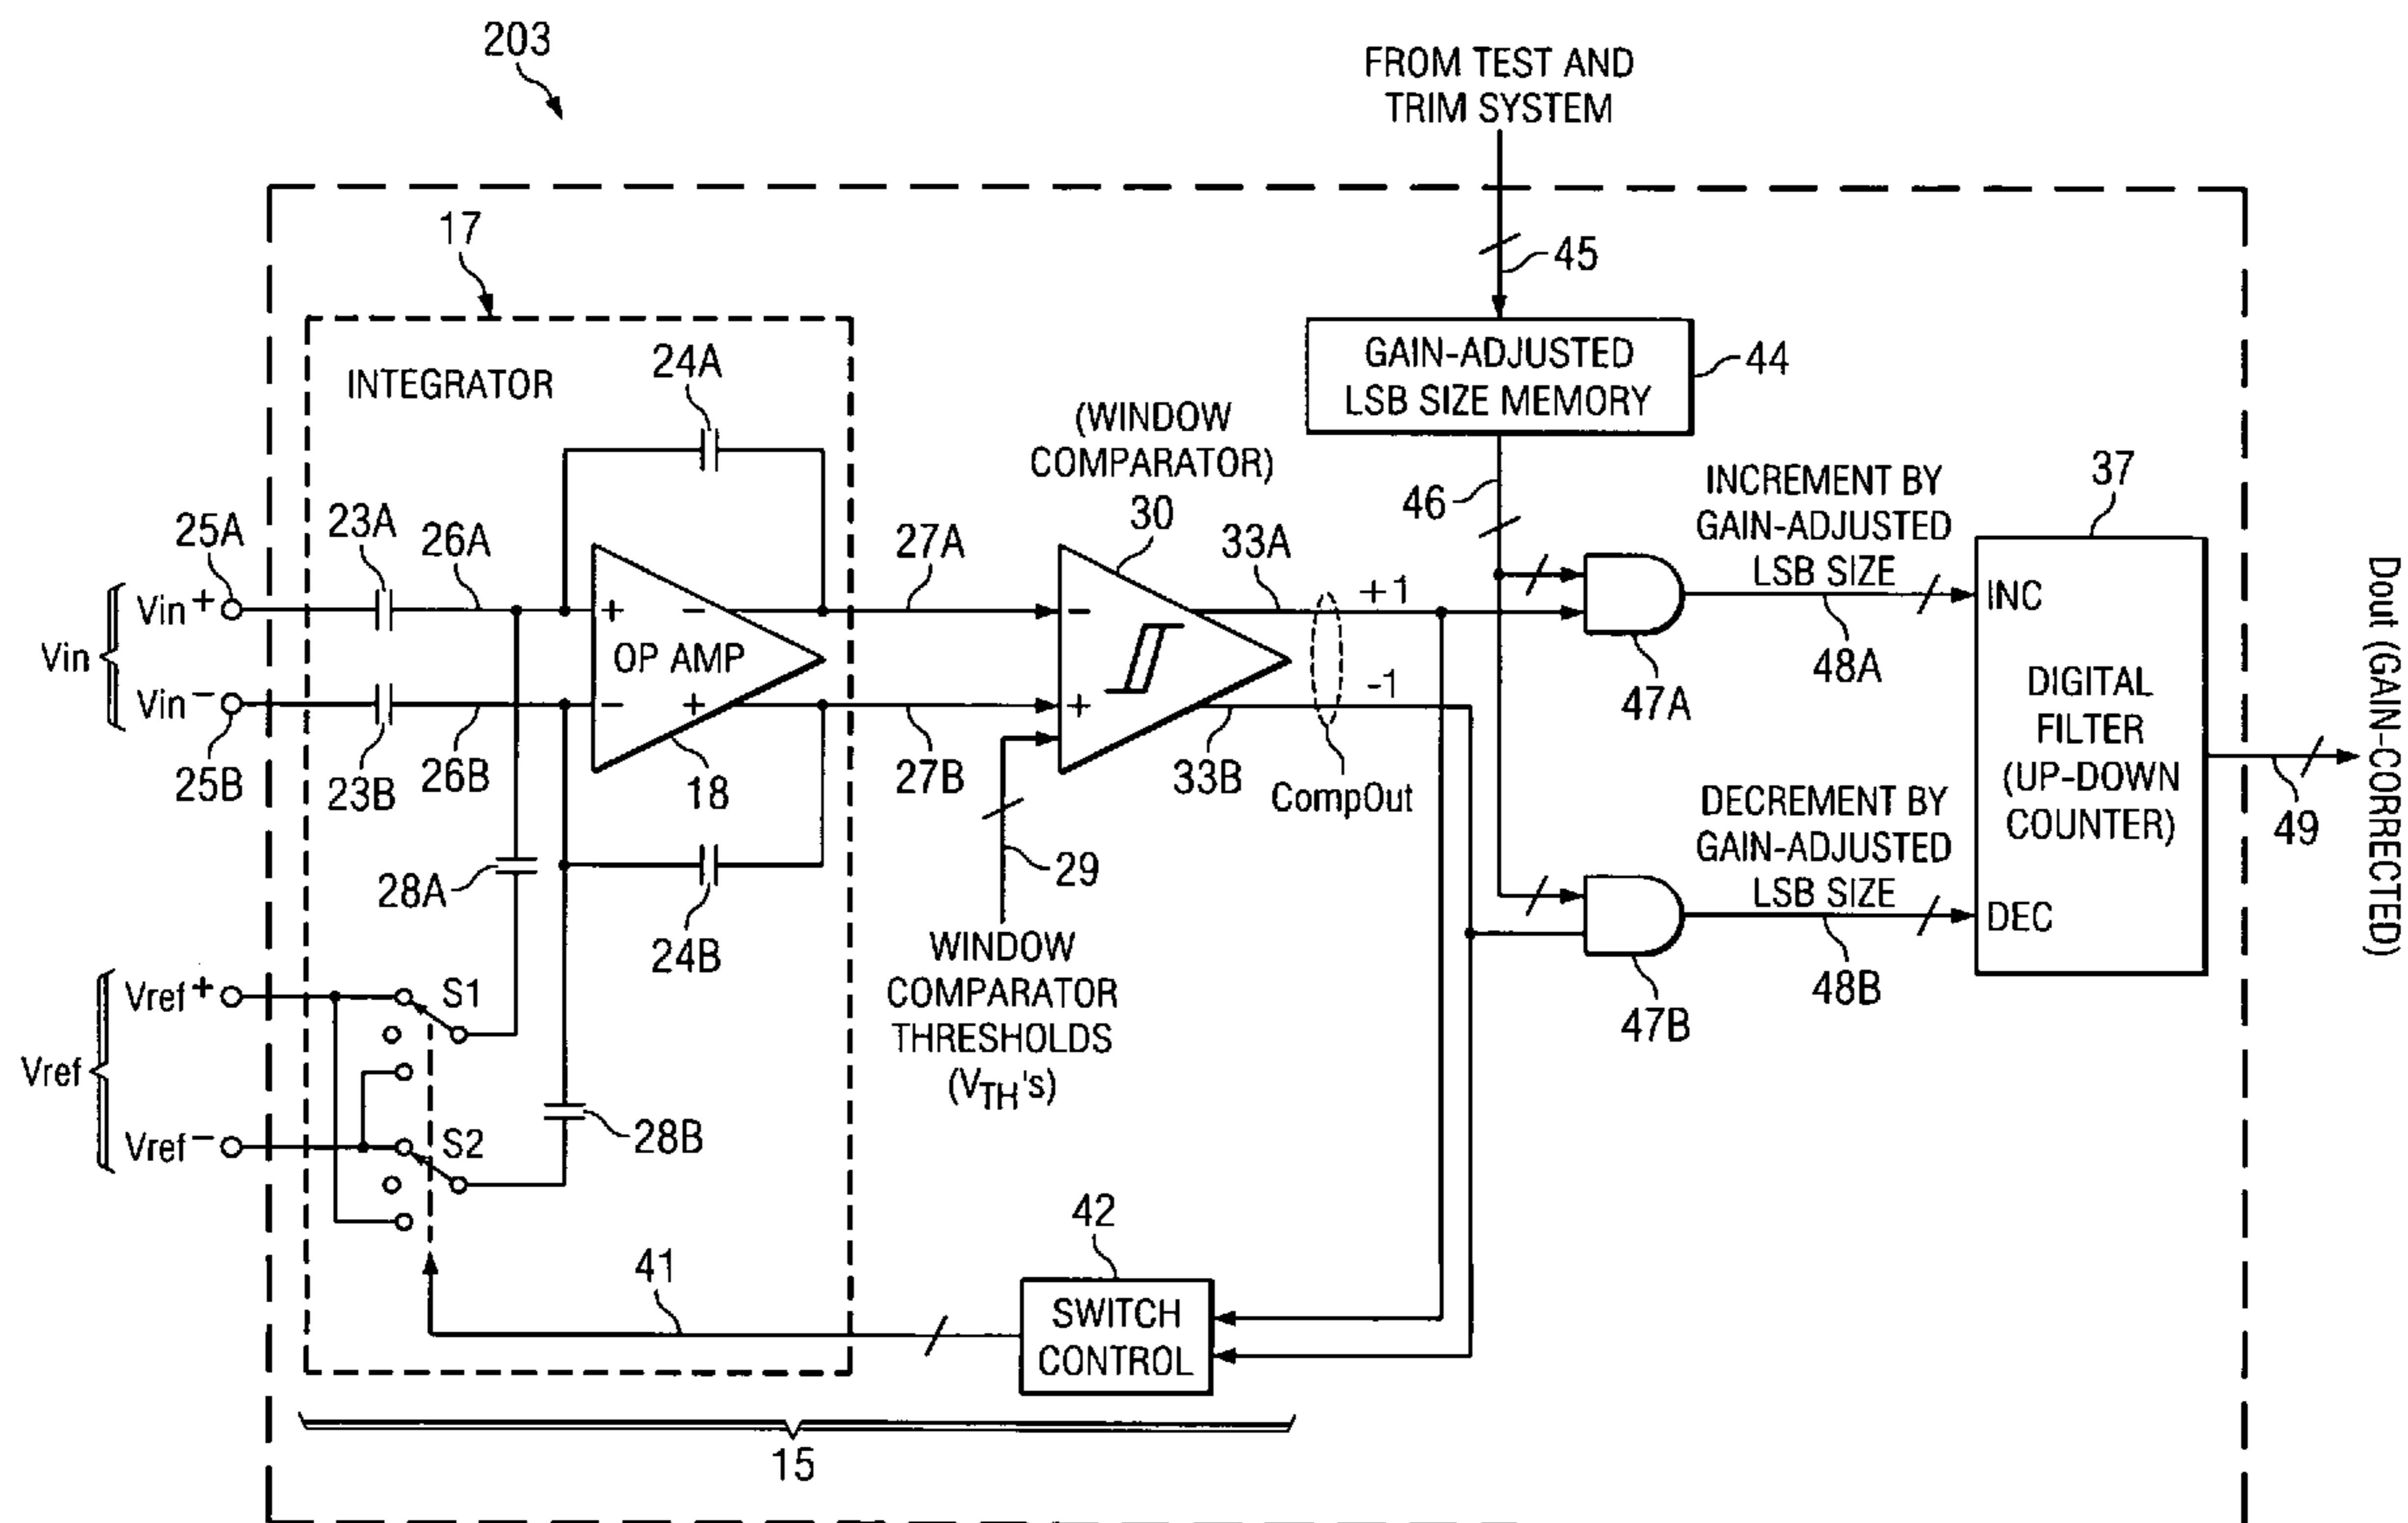 203
FROM TEST AND
TRIM SYSTEM
17
45
INTEGRATOR
24A
GAIN-ADJUSTED
LSB SIZE MEMORY
44
(WINDOW
COMPARATOR)
30
46
INCREMENT BY
GAIN-ADJUSTED
LSB SIZE
37
25A
23A
26A
27A
33A
48A
INC
Vin
Vin+
Vin−
+
−
OP AMP
−
+
−
+
+1
-1
47A
25B
23B
26B
18
27B
33B
CompOut
DIGITAL
FILTER
(UP-DOWN
COUNTER)
49
Dout (GAIN-CORRECTED)
28A
24B
29
DECREMENT BY
GAIN-ADJUSTED
LSB SIZE
48B
DEC
47B
WINDOW
COMPARATOR
THRESHOLDS
(VTH's)
Vref
Vref+
Vref−
S1
S2
28B
41
42
SWITCH
CONTROL
15